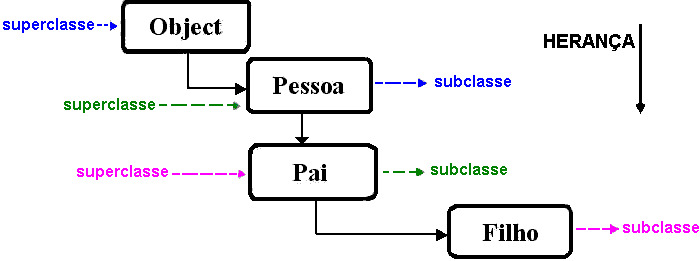 superclasse
Object
HERANÇA
Pessoa
subclasse
superclasse
superclasse
Pai
subclasse
Filho
subclasse